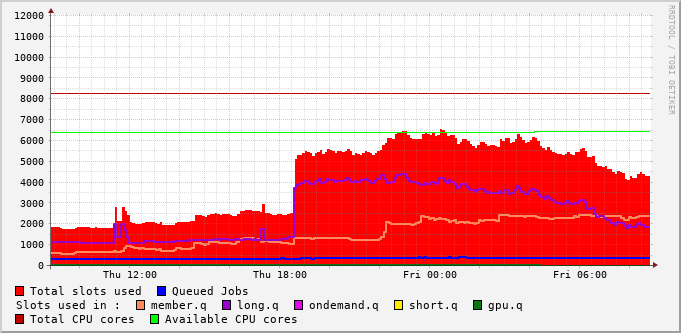 12000
11000
10000
9000
8000
7000
6000
5000
4000
3000
2000
1000
0
Thu 12:00 Thu 18:00 Fri 00:00 Fri 06:00
RRDTOOL / TOBI OETIKER
Total slots used Queued Jobs
Slots used in : member.q long.q ondemand.q short.q gpu.q
Total CPU cores Available CPU cores